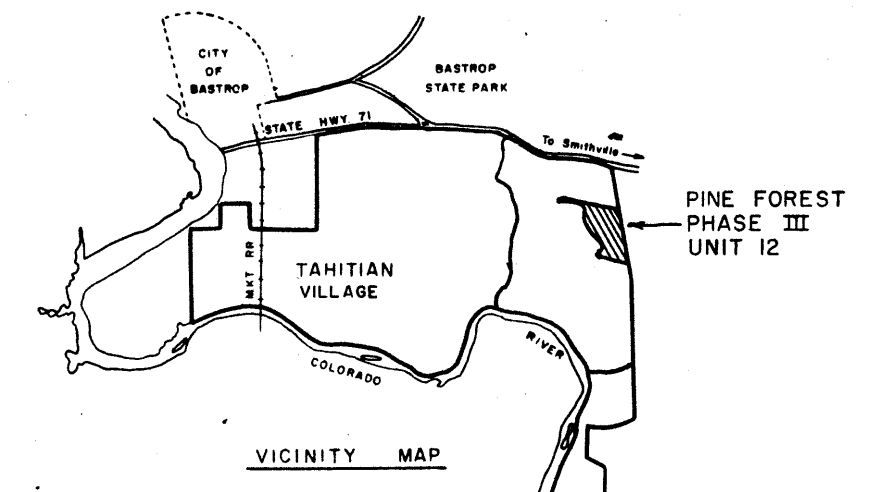 CITY
OF
BASTROP
BASTROP
STATE PARK
STATE HWY. 71
To Smithville
PINE FOREST
PHASE III
UNIT 12
MKT RR
TAHITIAN
VILLAGE
COLORADO
RIVER
VICINITY MAP